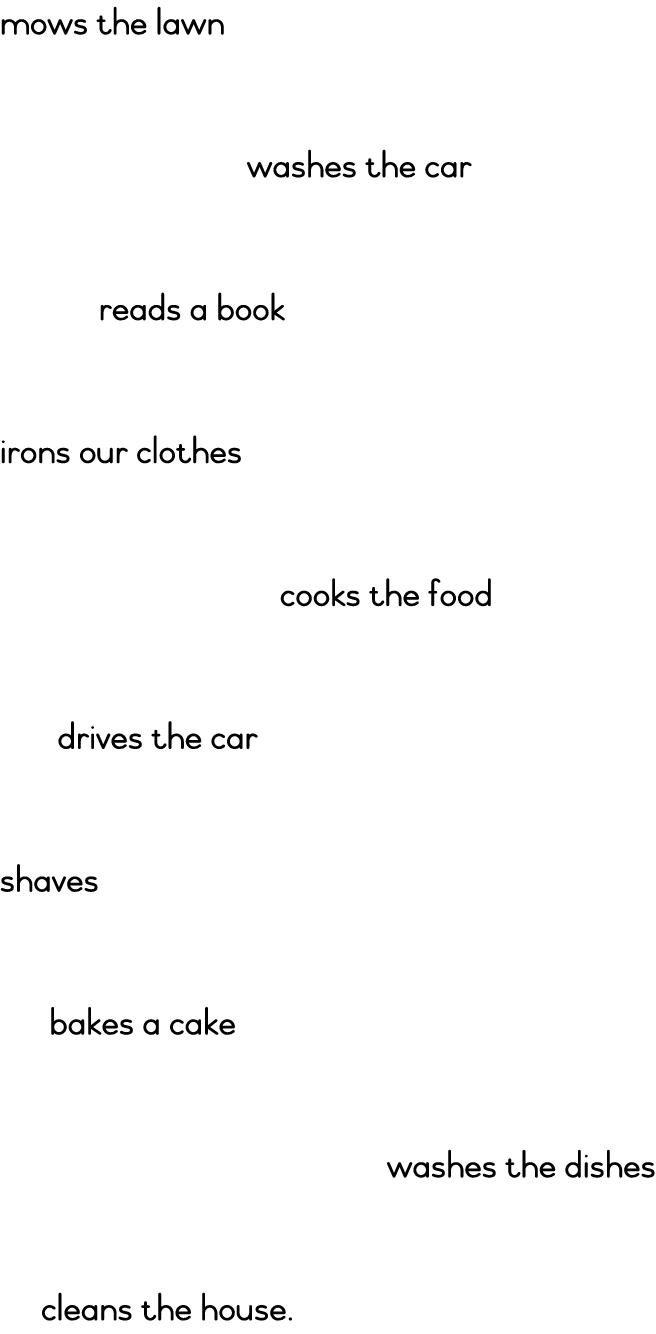 mows the lawn
washes the car
reads a book
irons our clothes
cooks the food
drives the car
shaves
bakes a cake
washes the dishes
cleans the house.